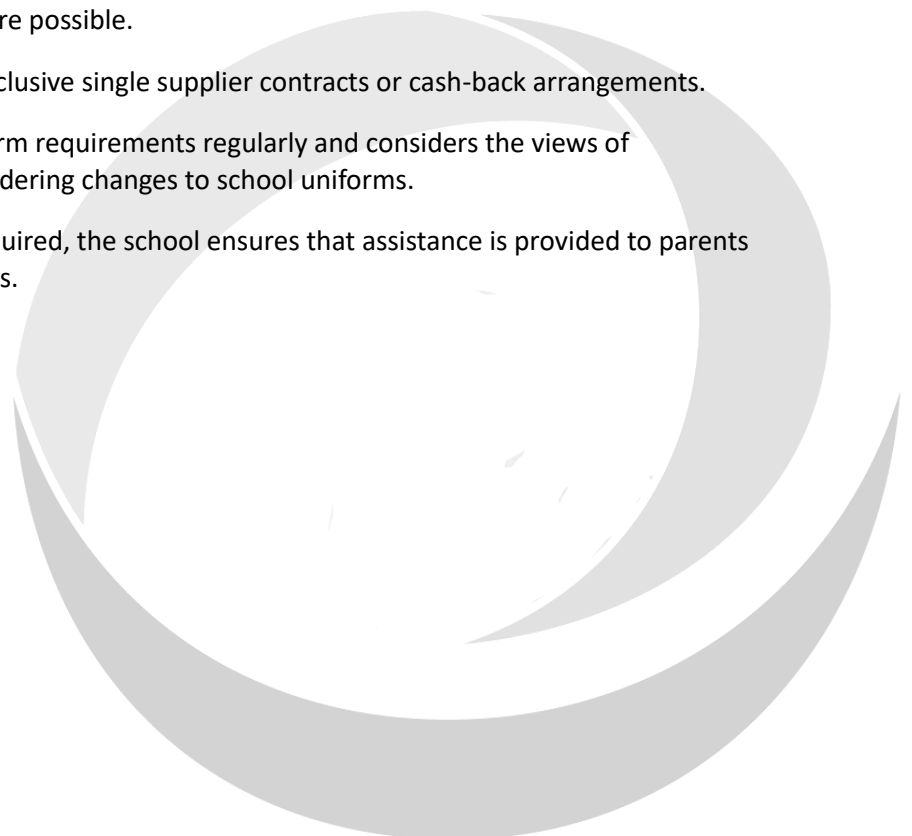 re possible.
clusive single supplier contracts or cash-back arrangements.
rm requirements regularly and considers the views of
dering changes to school uniforms.
uired, the school ensures that assistance is provided to parents
s.